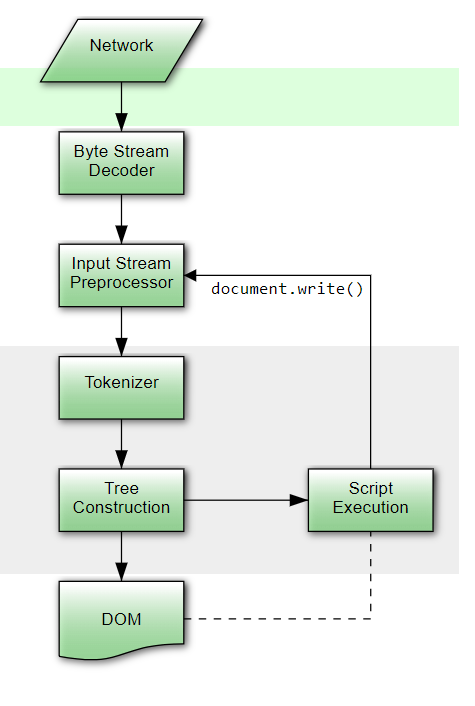 Network
Byte Stream
Decoder
Input Stream
Preprocessor
document.write()
Tokenizer
Tree
Construction
Script
Execution
DOM